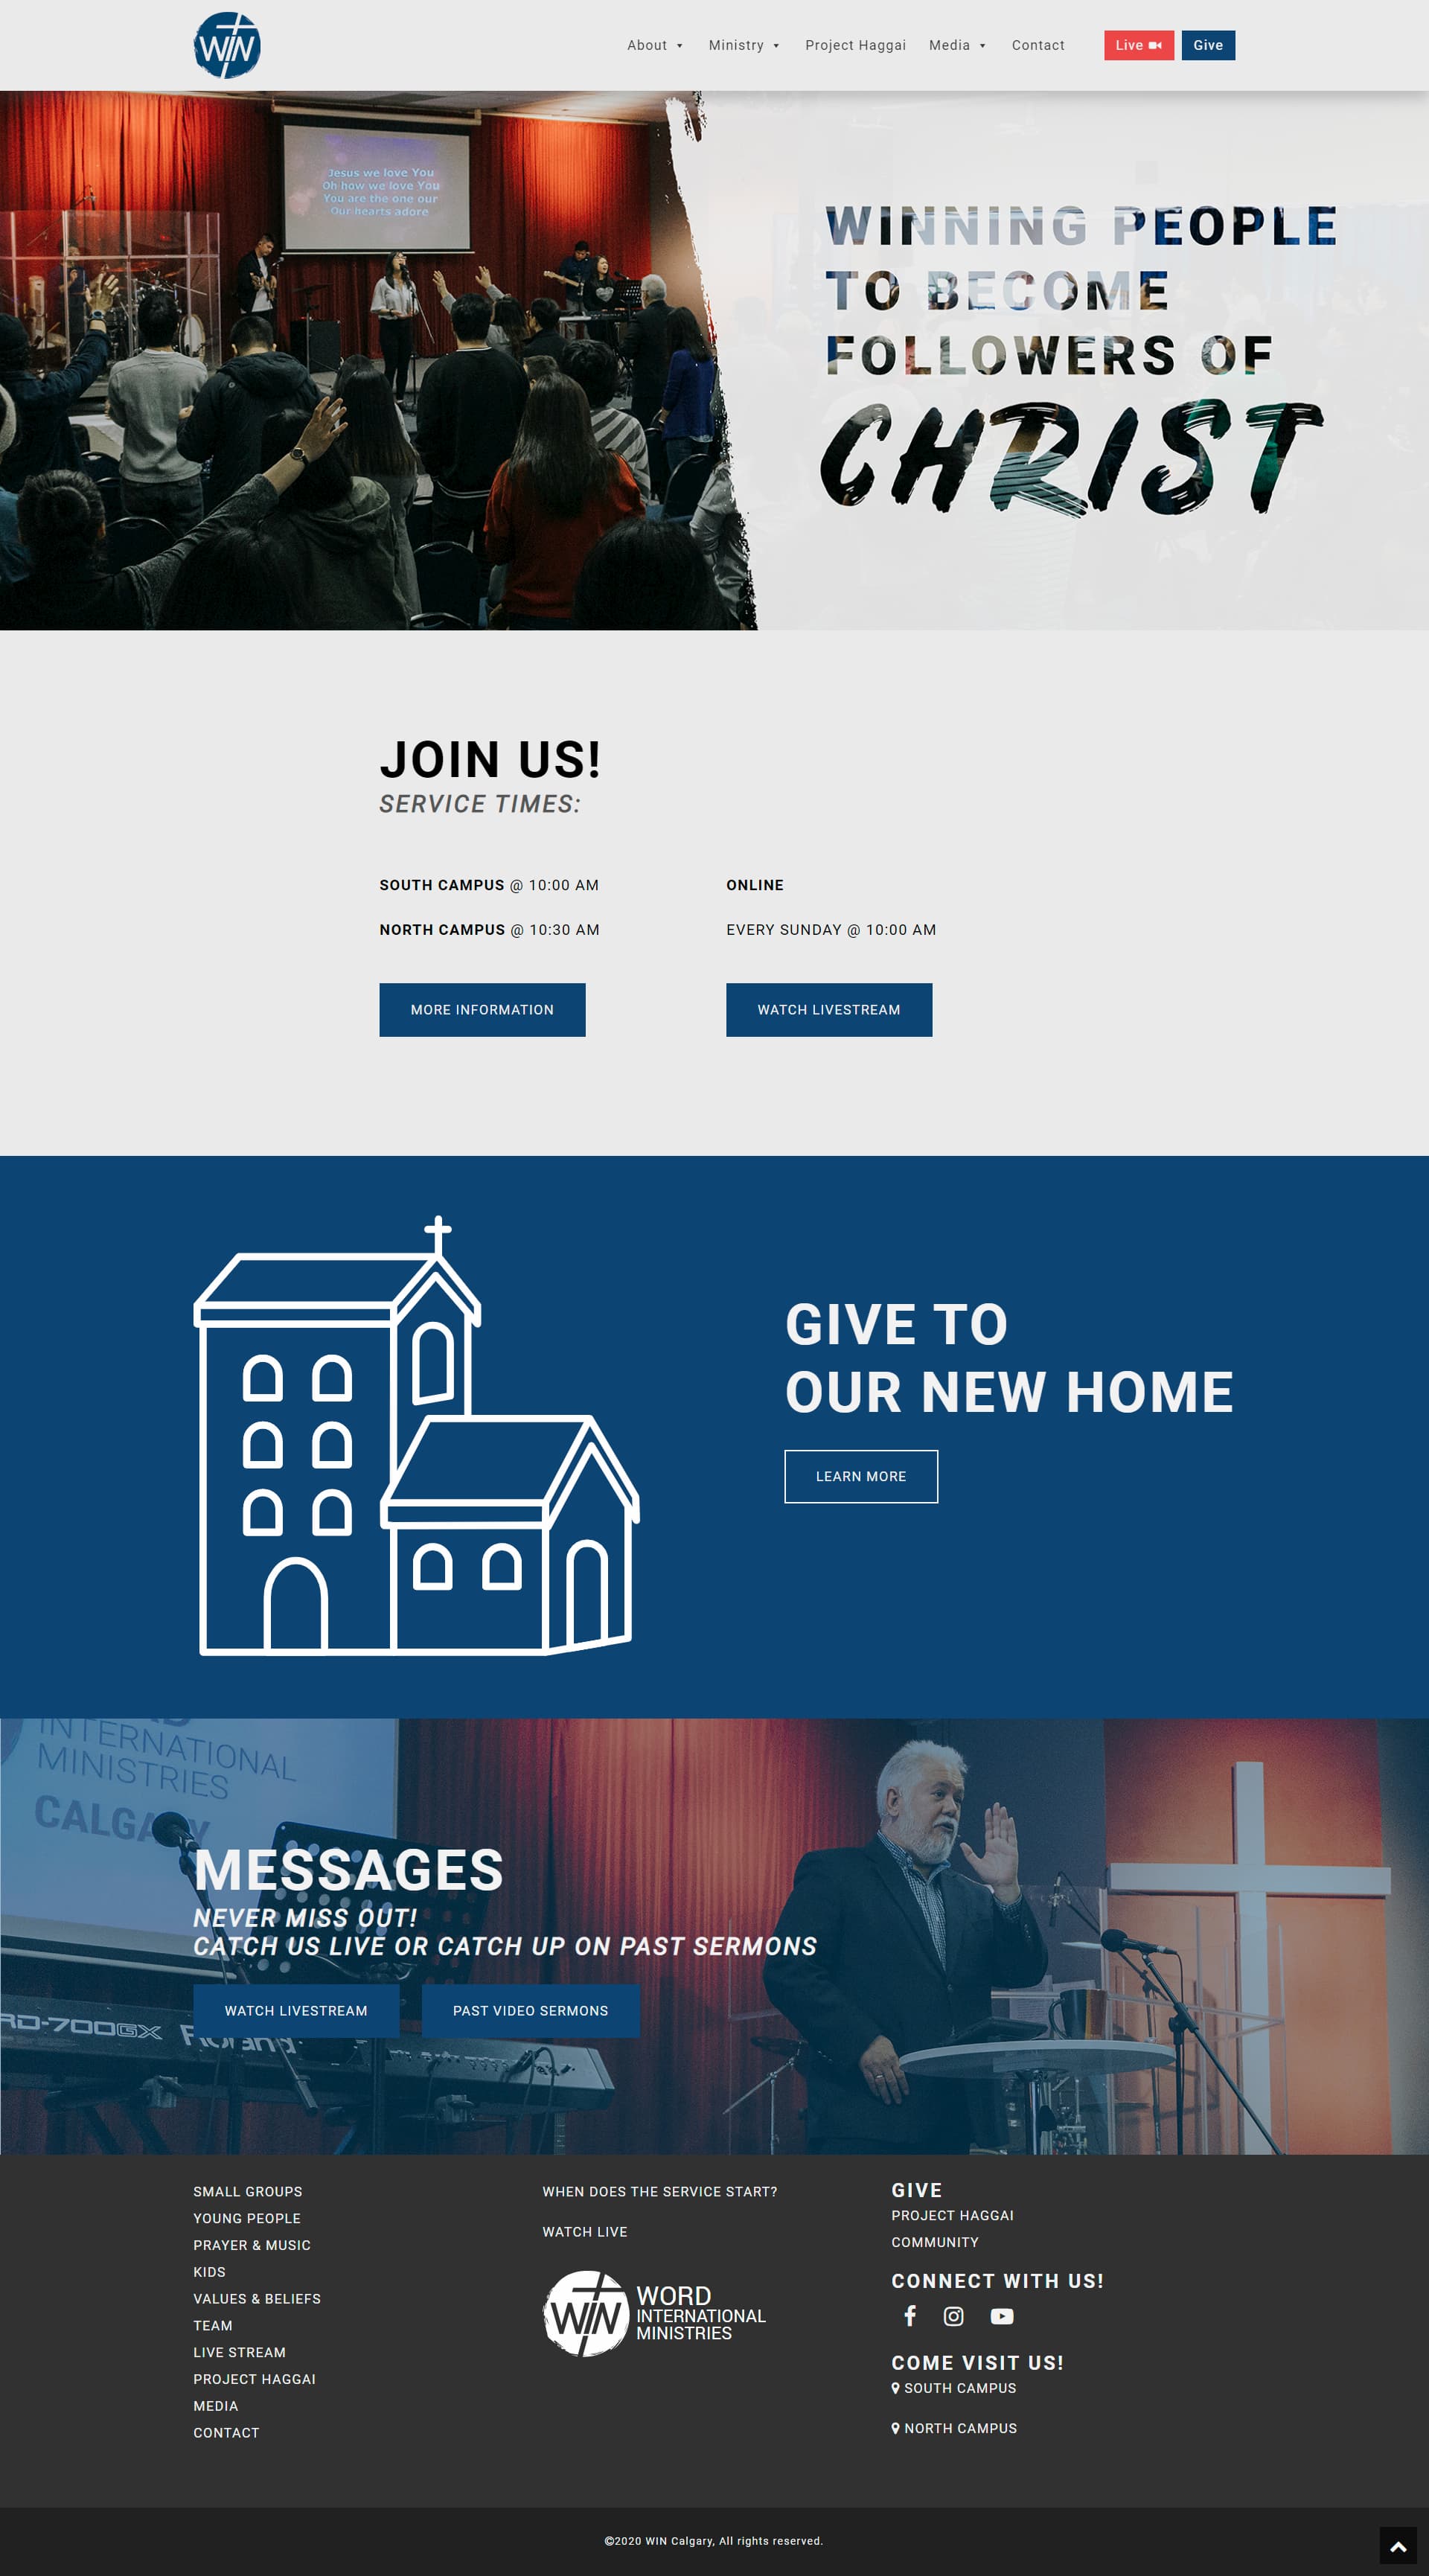 WIN
About
Ministry
Project Haggai
Media
Contact
Live
Give
Jesus we love You
Oh how we love You
You are the one our
Our hearts adore
WINNING PEOPLE
TO BECOME
FOLLOWERS OF
CHRIST
JOIN US!
SERVICE TIMES:
SOUTH CAMPUS @ 10:00 AM
NORTH CAMPUS @ 10:30 AM
MORE INFORMATION
ONLINE
EVERY SUNDAY @ 10:00 AM
WATCH LIVESTREAM
GIVE TO
OUR NEW HOME
LEARN MORE
INTERNATIONAL
MINISTRIES
CALGARY
MESSAGES
NEVER MISS OUT!
CATCH US LIVE OR CATCH UP ON PAST SERMONS
WATCH LIVESTREAM
PAST VIDEO SERMONS
RD-700GX Roland
SMALL GROUPS
YOUNG PEOPLE
PRAYER & MUSIC
KIDS
VALUES & BELIEFS
TEAM
LIVE STREAM
PROJECT HAGGAI
MEDIA
CONTACT
WHEN DOES THE SERVICE START?
WATCH LIVE
WIN
WORD
INTERNATIONAL
MINISTRIES
GIVE
PROJECT HAGGAI
COMMUNITY
CONNECT WITH US!
COME VISIT US!
SOUTH CAMPUS
NORTH CAMPUS
©2020 WIN Calgary, All rights reserved.